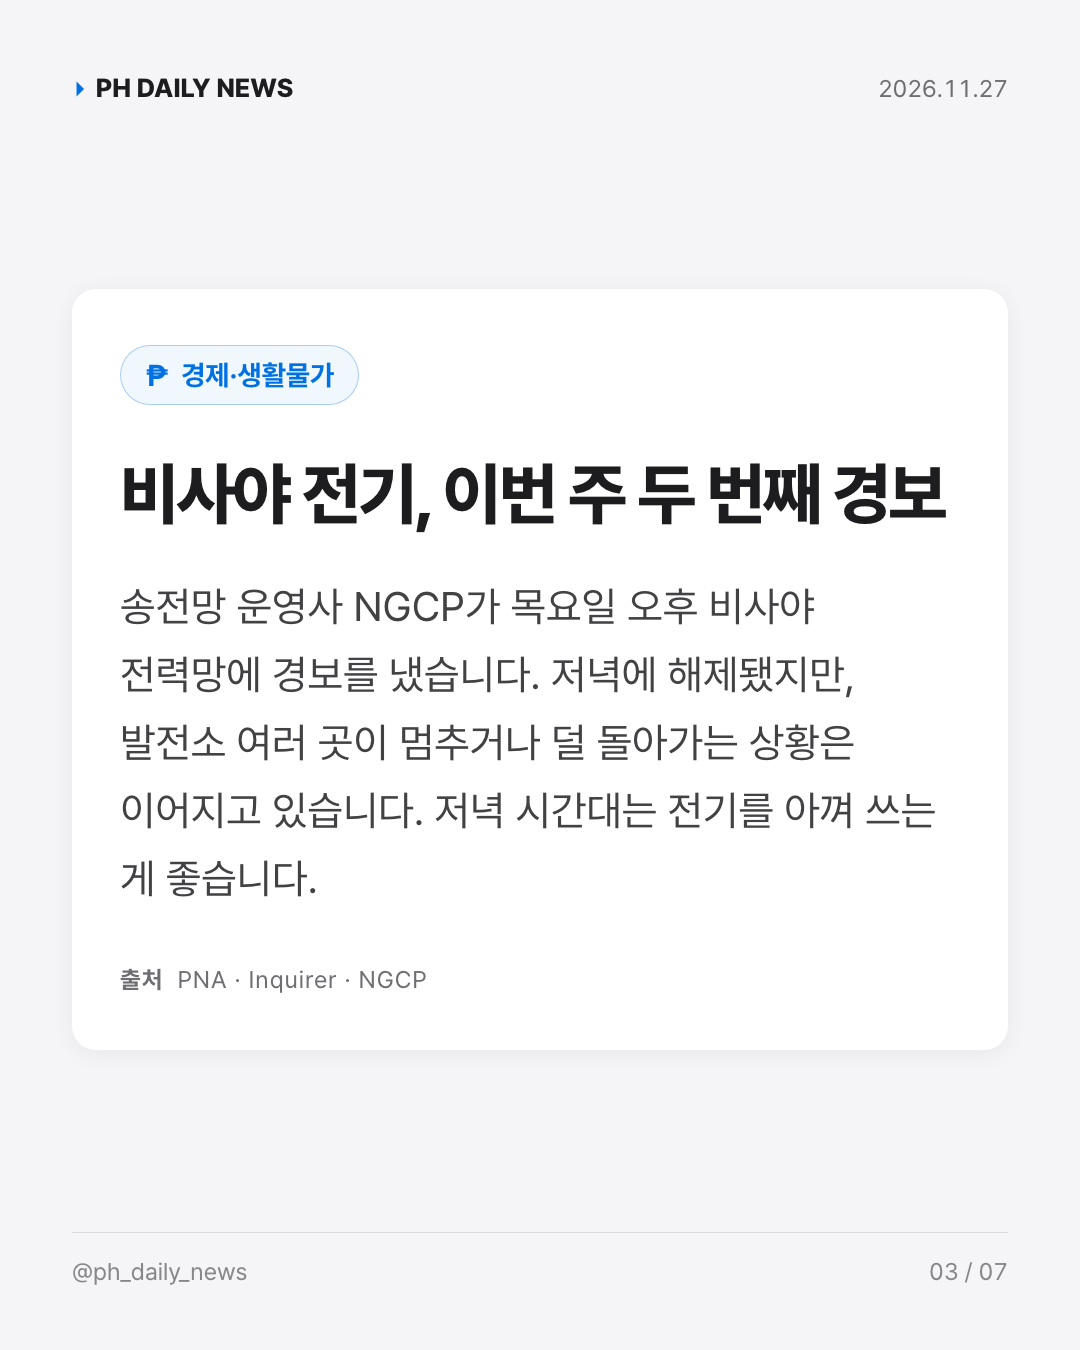 PH DAILY NEWS
2026.11.27
₱ 경제·생활물가
비사야 전기, 이번 주 두 번째 경보
송전망 운영사 NGCP가 목요일 오후 비사야
전력망에 경보를 냈습니다. 저녁에 해제됐지만,
발전소 여러 곳이 멈추거나 덜 돌아가는 상황은
이어지고 있습니다. 저녁 시간대는 전기를 아껴 쓰는
게 좋습니다.
출처 PNA · Inquirer · NGCP
@ph_daily_news
03 / 07